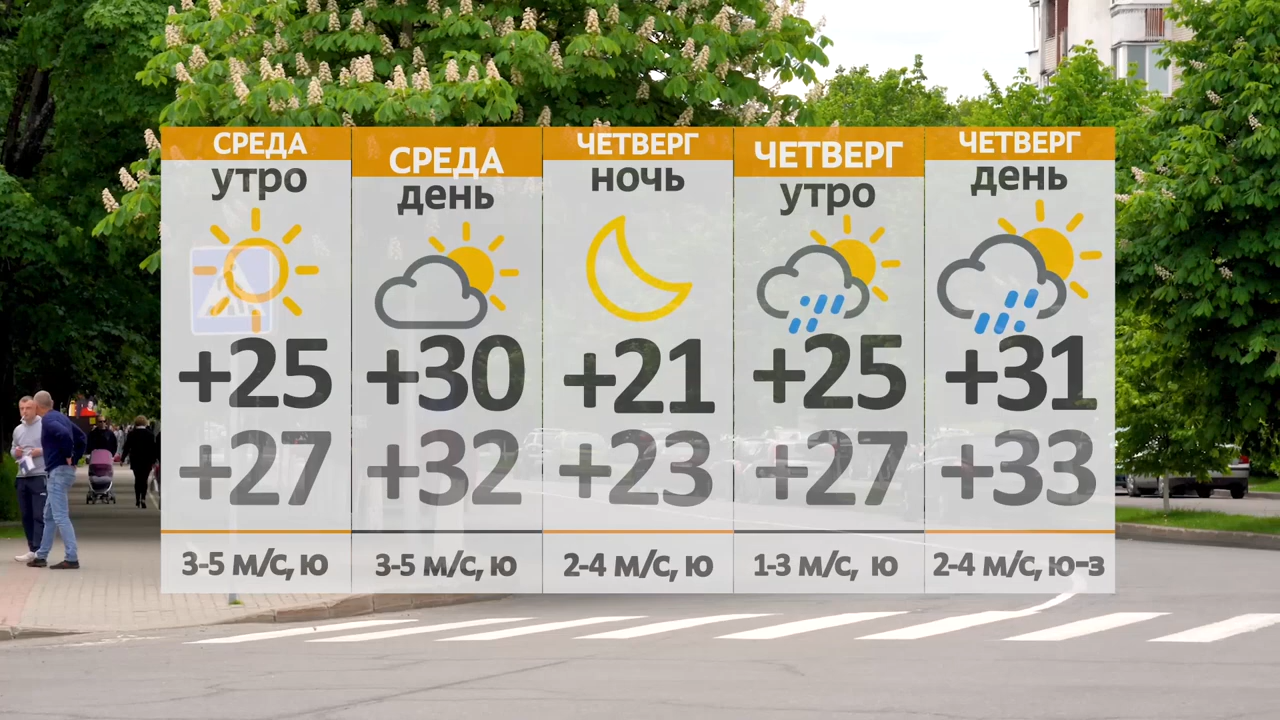 СРЕДА
утро
+25
+27
3-5 м/с, ю
СРЕДА
день
+30
+32
3-5 м/с, ю
ЧЕТВЕРГ
ночь
+21
+23
2-4 м/с, ю
ЧЕТВЕРГ
утро
+25
+27
1-3 м/с, ю
ЧЕТВЕРГ
день
+31
+33
2-4 м/с, ю-з